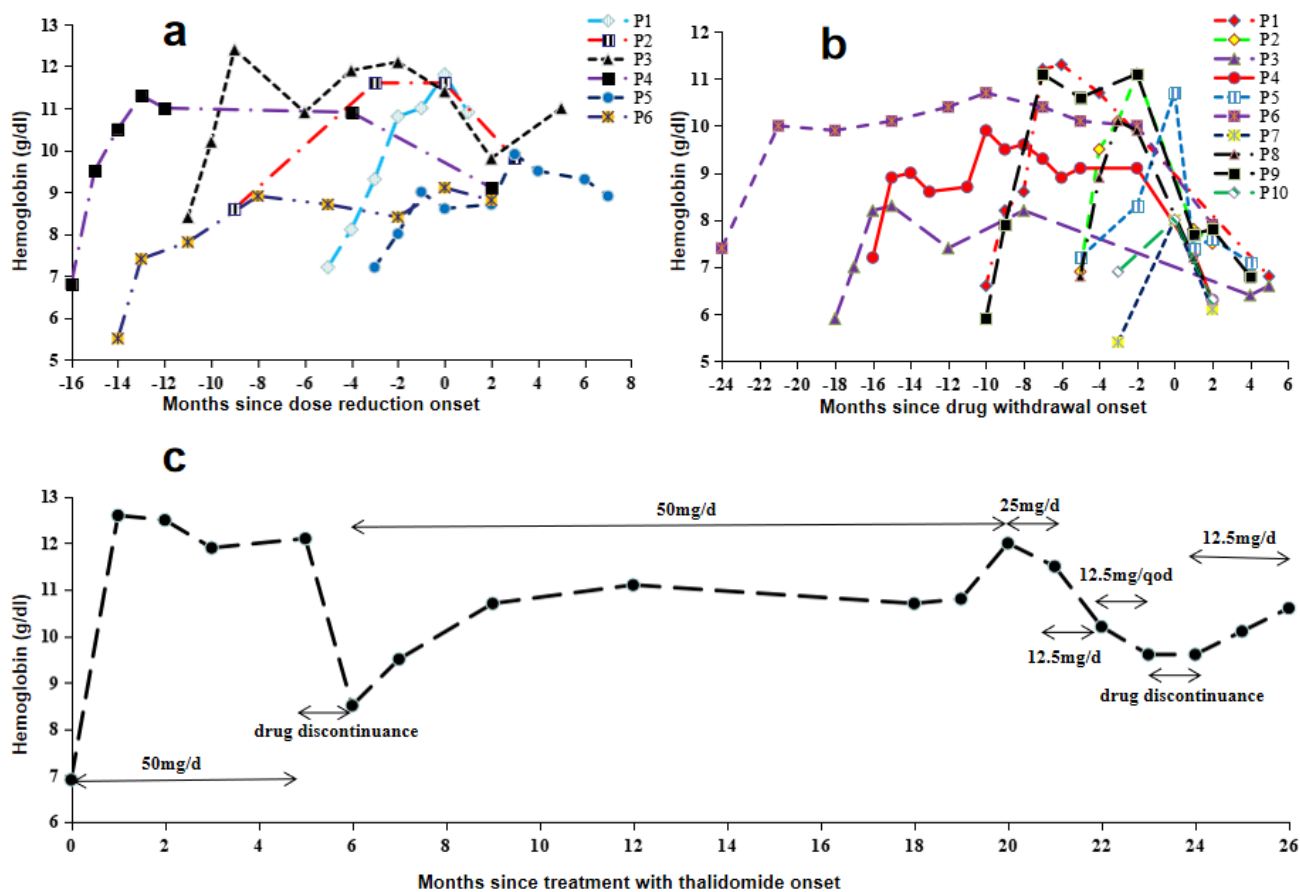 a
P1
P2
P3
P4
P5
P6
Hemoglobin (g/dl)
13
12
11
10
9
8
7
6
5
-16 -14 -12 -10 -8 -6 -4 -2 0 2 4 6 8
Months since dose reduction onset
b
P1
P2
P3
P4
P5
P6
P7
P8
P9
P10
Hemoglobin (g/dl)
12
11
10
9
8
7
6
5
-24 -22 -20 -18 -16 -14 -12 -10 -8 -6 -4 -2 0 2 4 6
Months since drug withdrawal onset
c
Hemoglobin (g/dl)
13
12
11
10
9
8
7
6
50mg/d
25mg/d
12.5mg/d
12.5mg/qod
12.5mg/d
drug discontinuance
drug discontinuance
50mg/d
0 2 4 6 8 10 12 14 16 18 20 22 24 26
Months since treatment with thalidomide onset